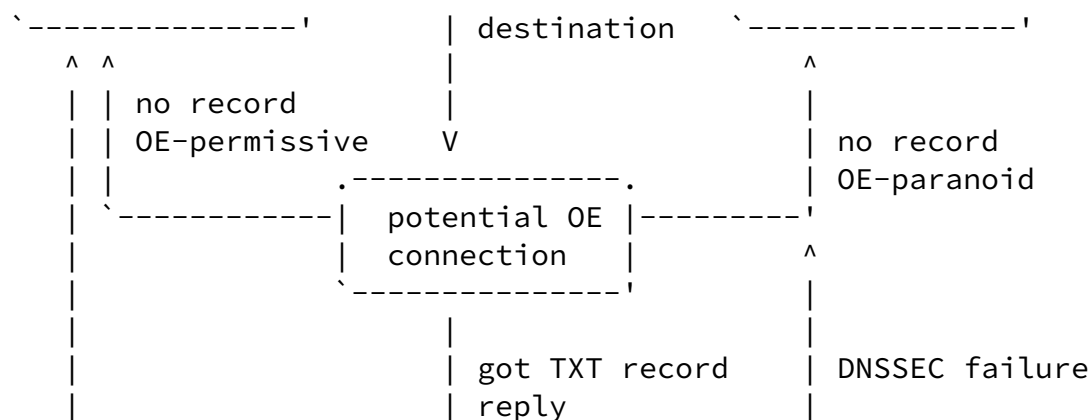 `---------------'       | destination   `---------------'
   ^ ^                  |                   ^
   | | no record        |                   |
   | | OE-permissive    V                   | no record
   | |            .---------------.         | OE-paranoid
   | `------------|  potential OE |---------'
   |              |  connection   |         ^
   |              `---------------'         |
   |                    |                   |
   |                    | got TXT record    | DNSSEC failure
   |                    | reply             |